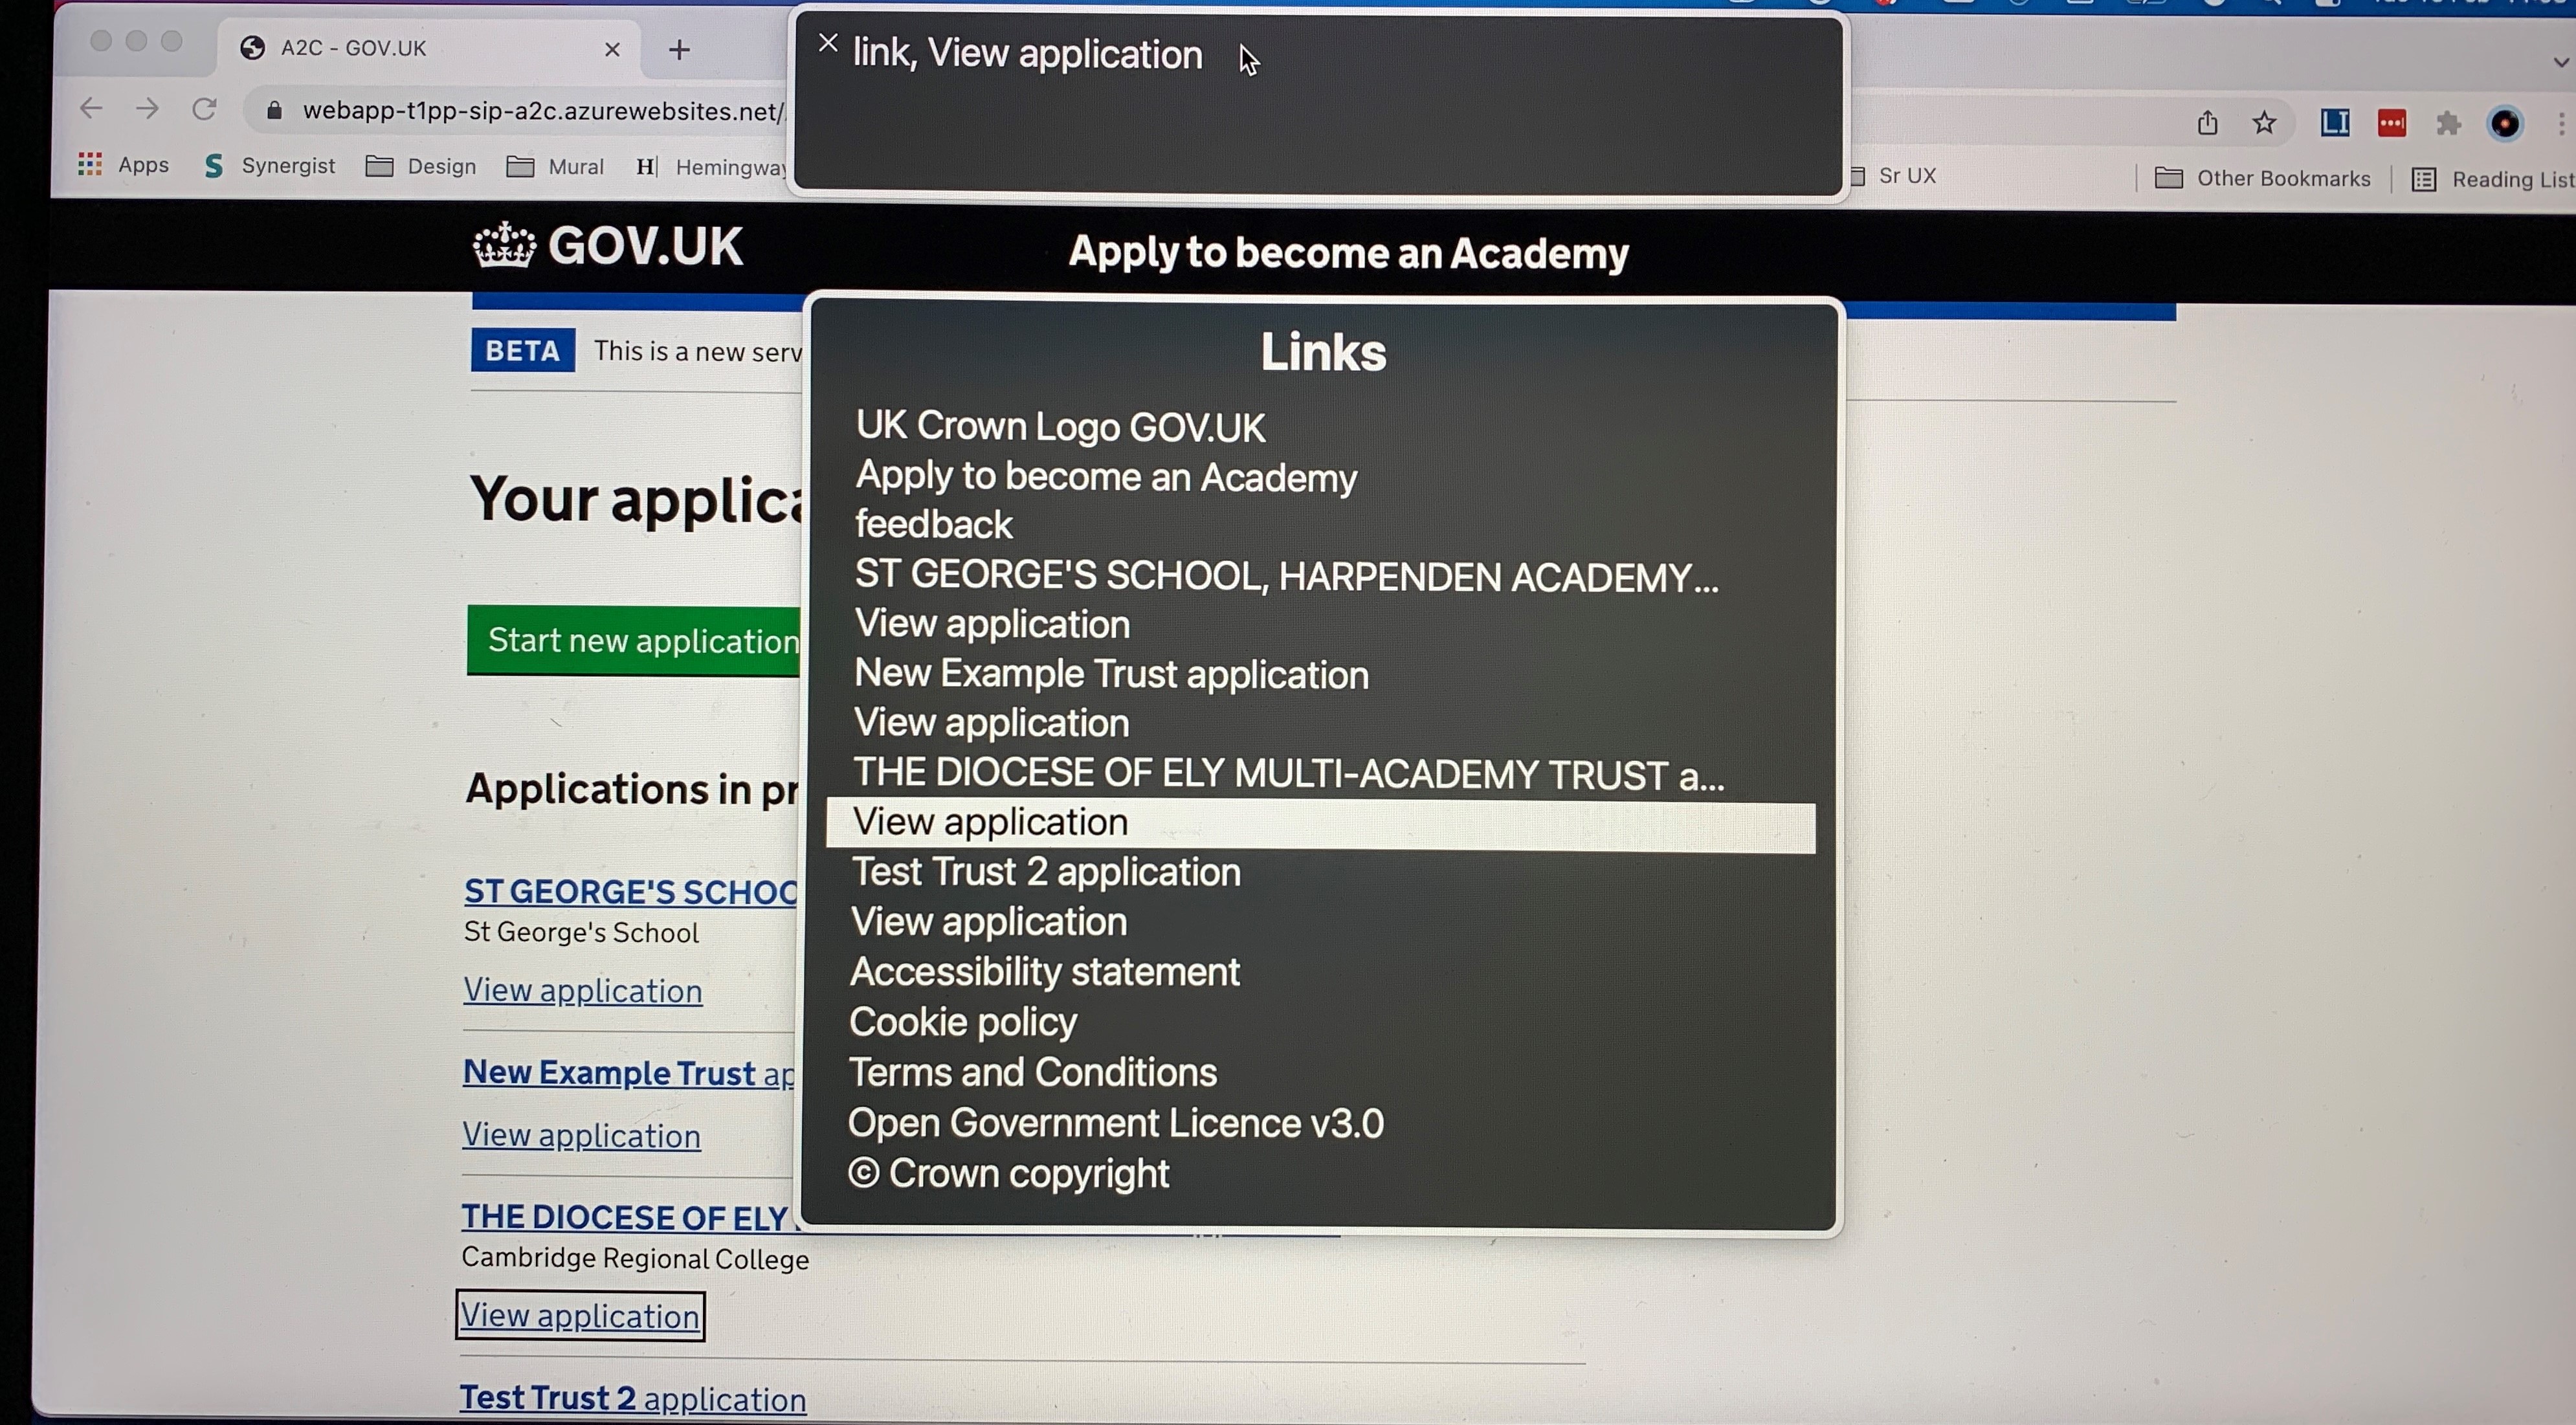 A2C - GOV.UK
link, View application
webapp-t1pp-sip-a2c.azurewebsites.net/
Apps
Synergist
Design
Mural
H
Sr UX
Other Bookmarks
Reading List
GOV.UK
Apply to become an Academy
BETA This is a new serv
Your applica
Start new application
Applications in pr
ST GEORGE'S SCHOO
St George's School
View application
New Example Trust ap
View application
THE DIOCESE OF ELY
Cambridge Regional College
View application
Test Trust 2 application
Links
UK Crown Logo GOV.UK
Apply to become an Academy
feedback
ST GEORGE'S SCHOOL, HARPENDEN ACADEMY...
View application
New Example Trust application
View application
THE DIOCESE OF ELY MULTI-ACADEMY TRUST a...
View application
Test Trust 2 application
View application
Accessibility statement
Cookie policy
Terms and Conditions
Open Government Licence v3.0
© Crown copyright